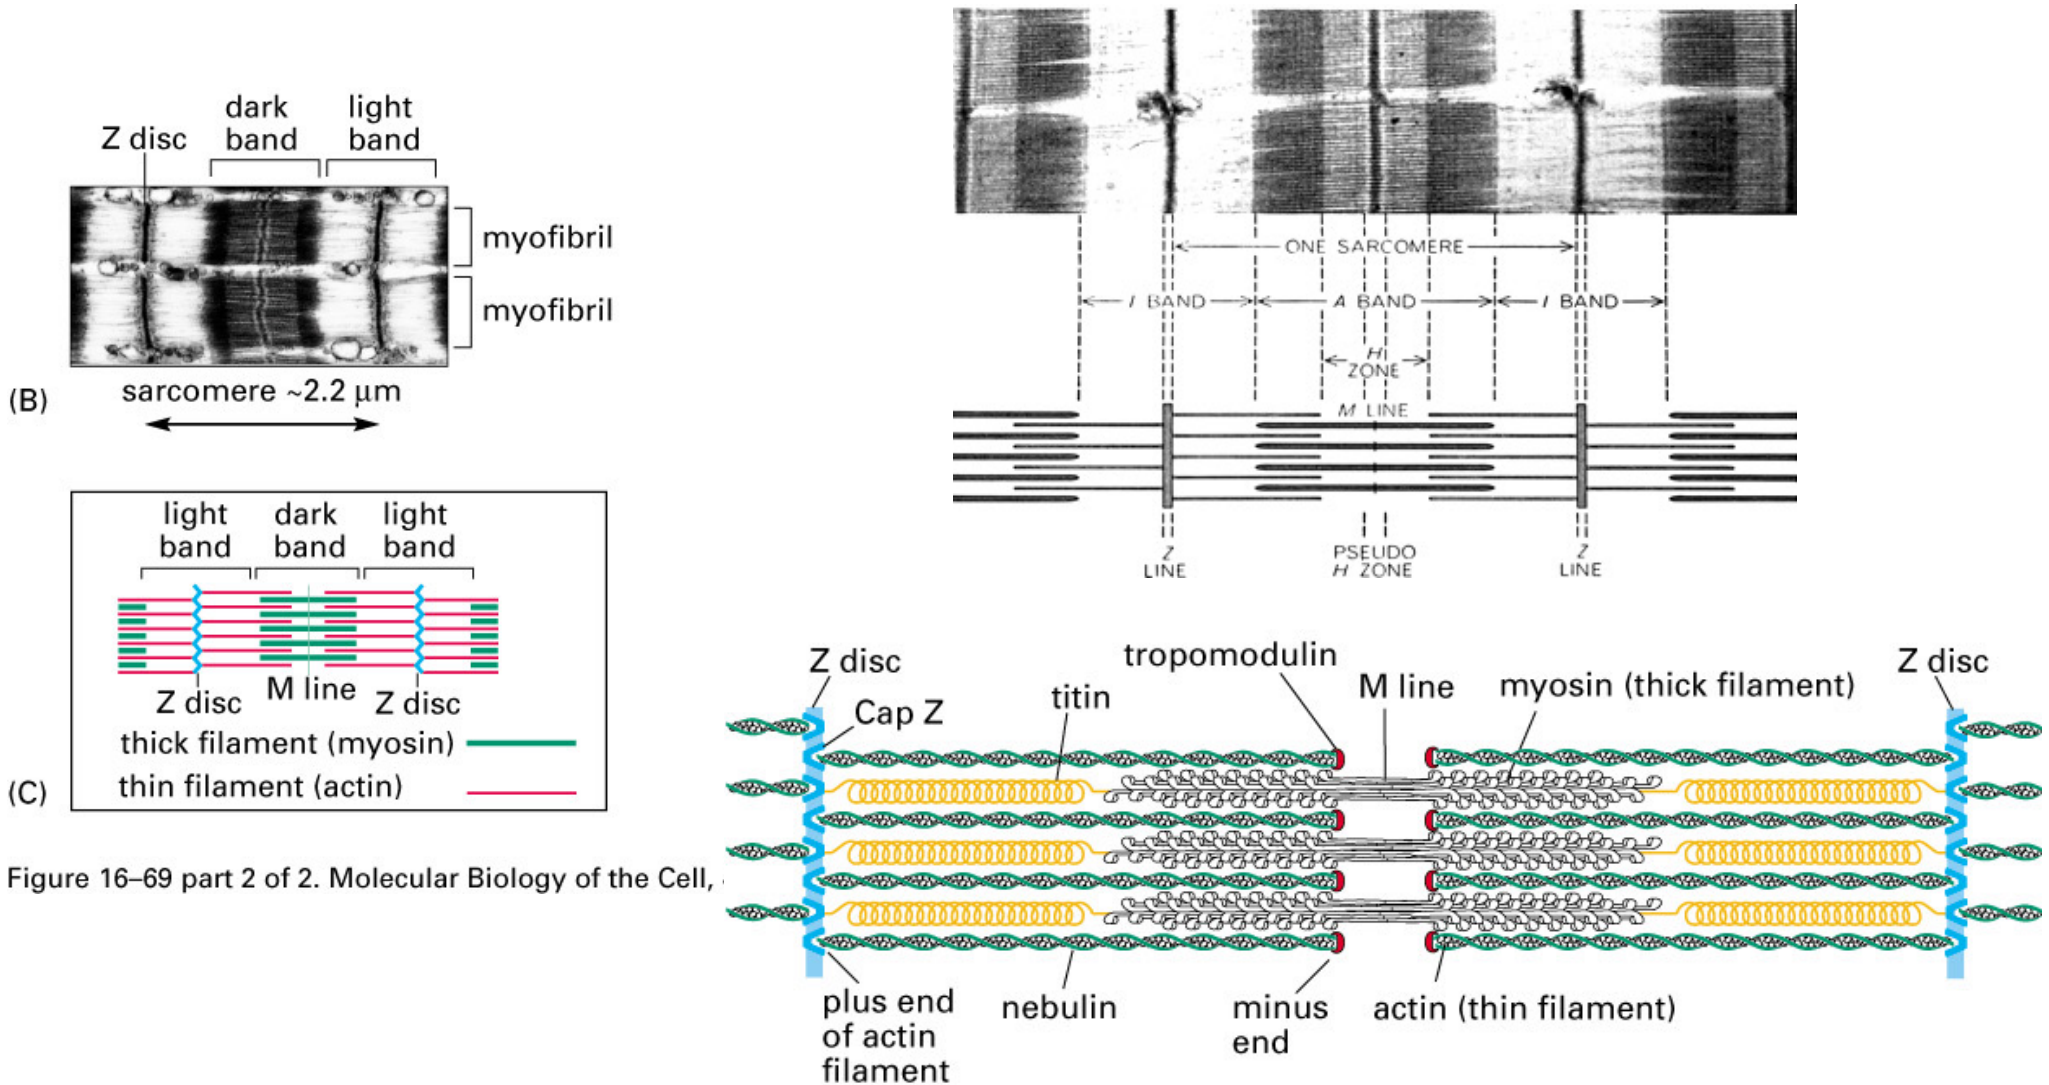 dark
band
light
band
Z disc
myofibril
myofibril
sarcomere ~2.2 μm
(B)
light
band
dark
band
light
band
Z disc
M line
Z disc
thick filament (myosin)
thin filament (actin)
(C)
Figure 16–69 part 2 of 2. Molecular Biology of the Cell,
ONE SARCOMERE
I BAND
A BAND
I BAND
H
ZONE
M LINE
Z
LINE
PSEUDO
H ZONE
Z
LINE
Z disc
Cap Z
titin
tropomodulin
M line
myosin (thick filament)
Z disc
plus end
of actin
filament
nebulin
minus
end
actin (thin filament)